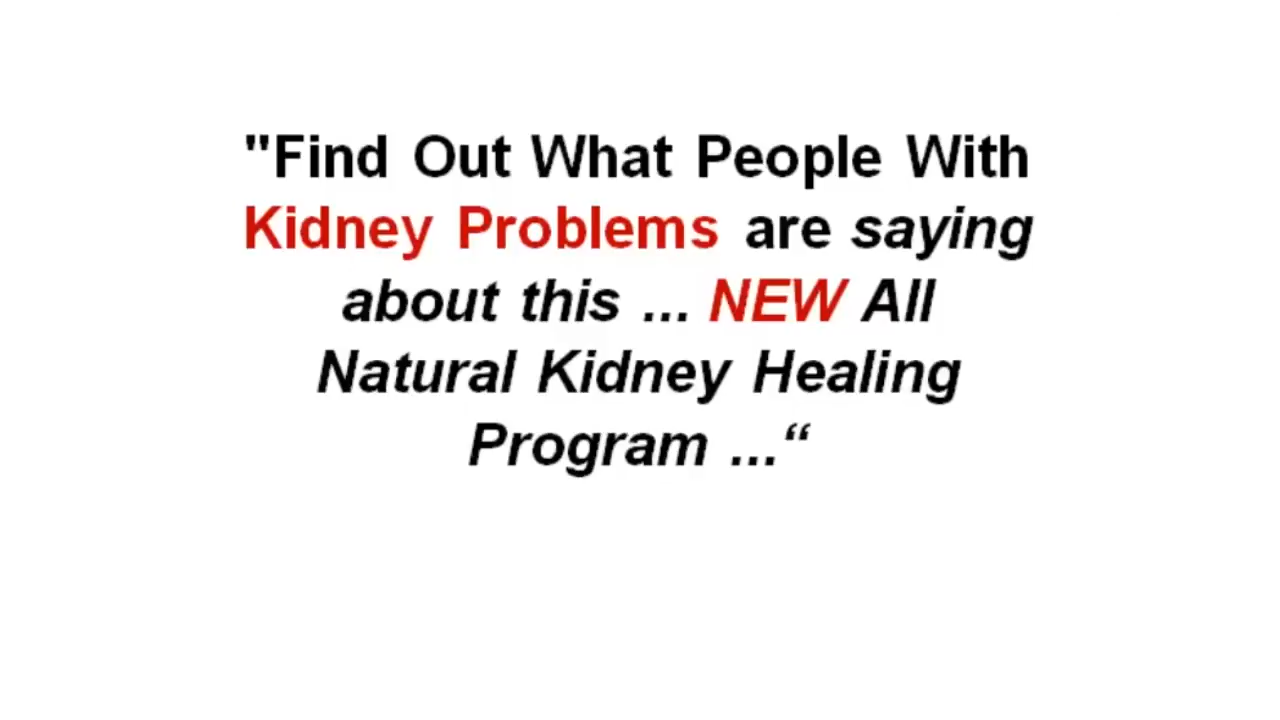 "Find Out What People With
Kidney Problems are saying
about this ... NEW All
Natural Kidney Healing
Program ...“